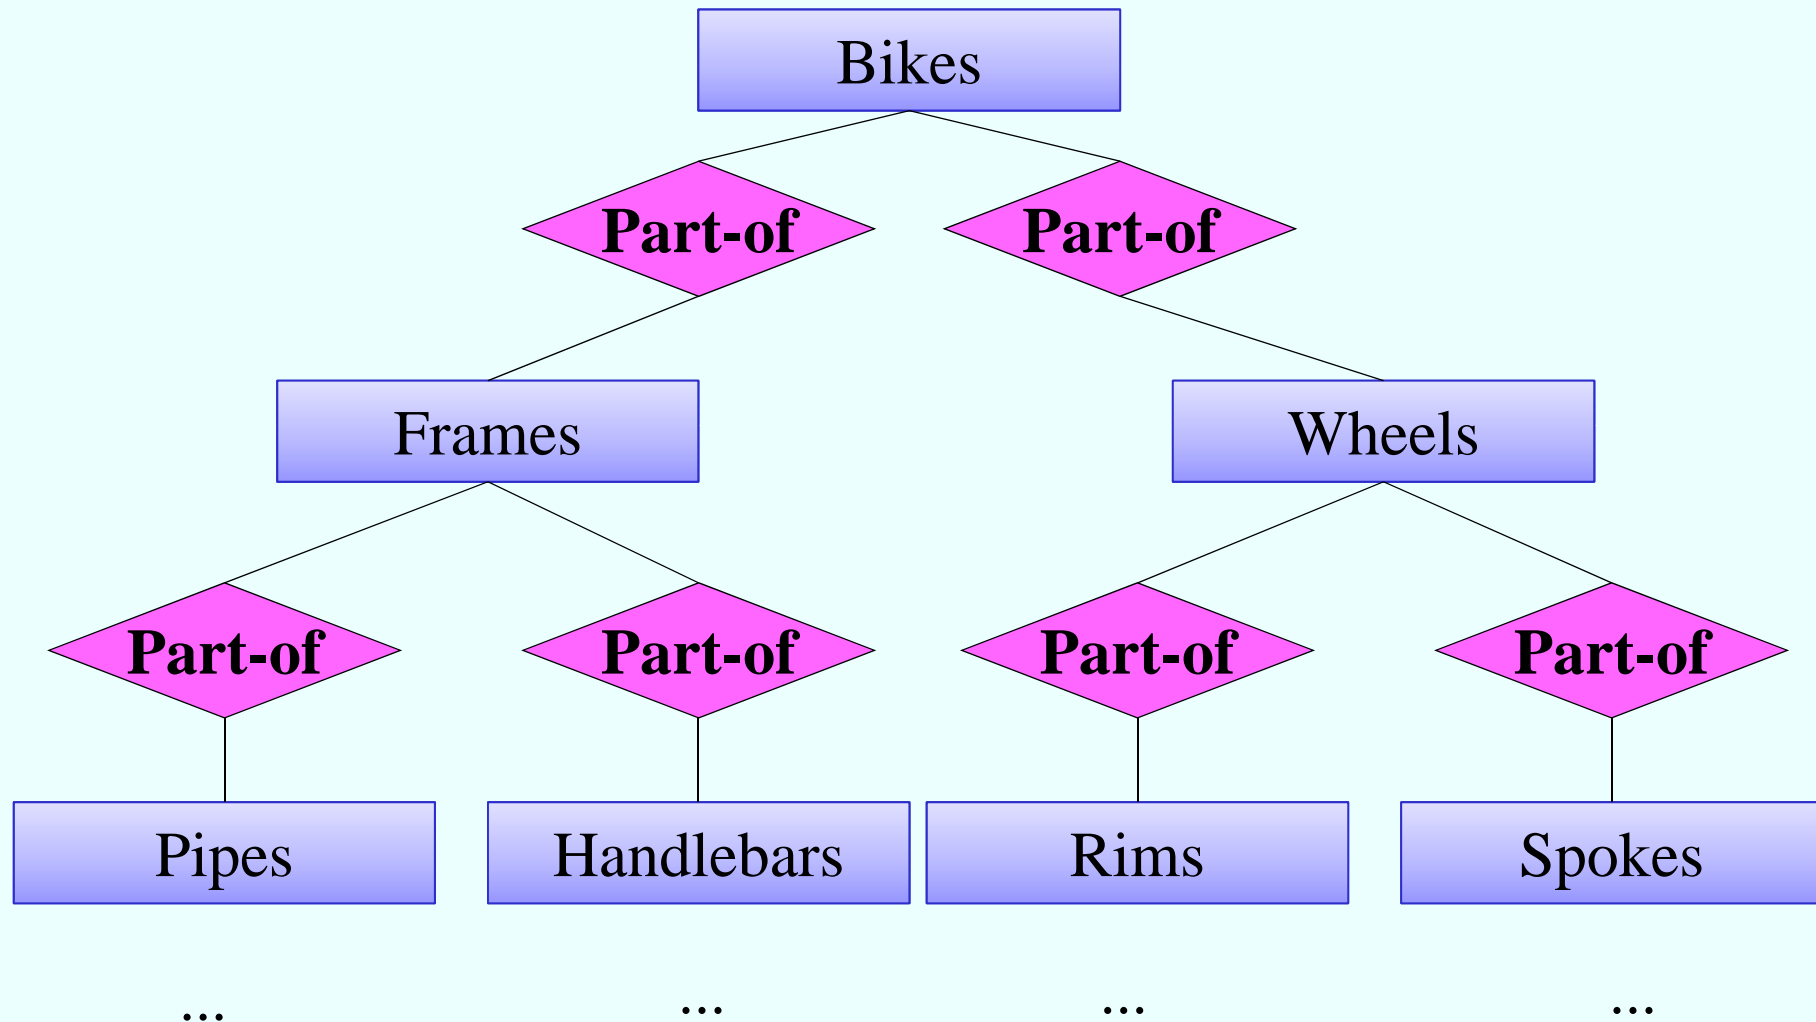 Bikes
Part-of Part-of
Frames Wheels
Part-of Part-of Part-of Part-of
Pipes Handlebars Rims Spokes
... ... ... ...